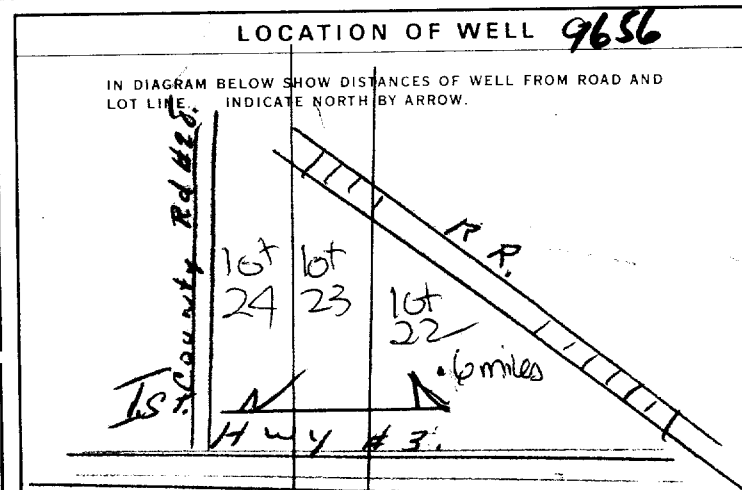 LOCATION OF WELL 9656
IN DIAGRAM BELOW SHOW DISTANCES OF WELL FROM ROAD AND
LOT LINE. INDICATE NORTH BY ARROW.
County Rd #28.
R R.
lot 24
lot 23
lot 22
.6 miles
Hwy #3.